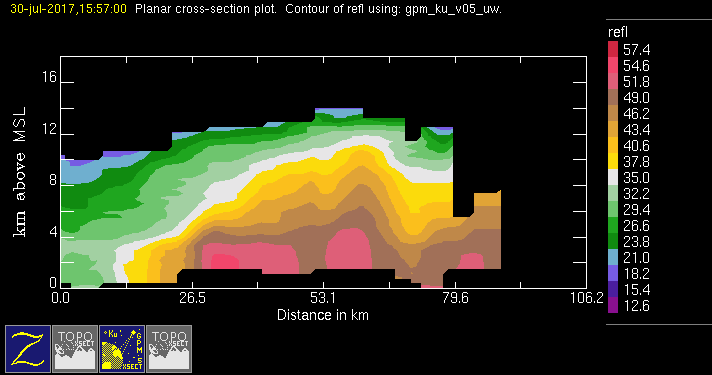 30-jul-2017,15:57:00 Planar cross-section plot. Contour of refl using: gpm_ku_v05_uw.
refl
57.4
54.6
51.8
49.0
46.2
43.4
40.6
37.8
35.0
32.2
29.4
26.6
23.8
21.0
18.2
15.4
12.6
km above MSL
16
12
8
4
0
0.0 26.5 53.1 79.6 106.2
Distance in km
Z
TOPO
XSECT
"Ku"
GPM
XSECT
TOPO
XSECT